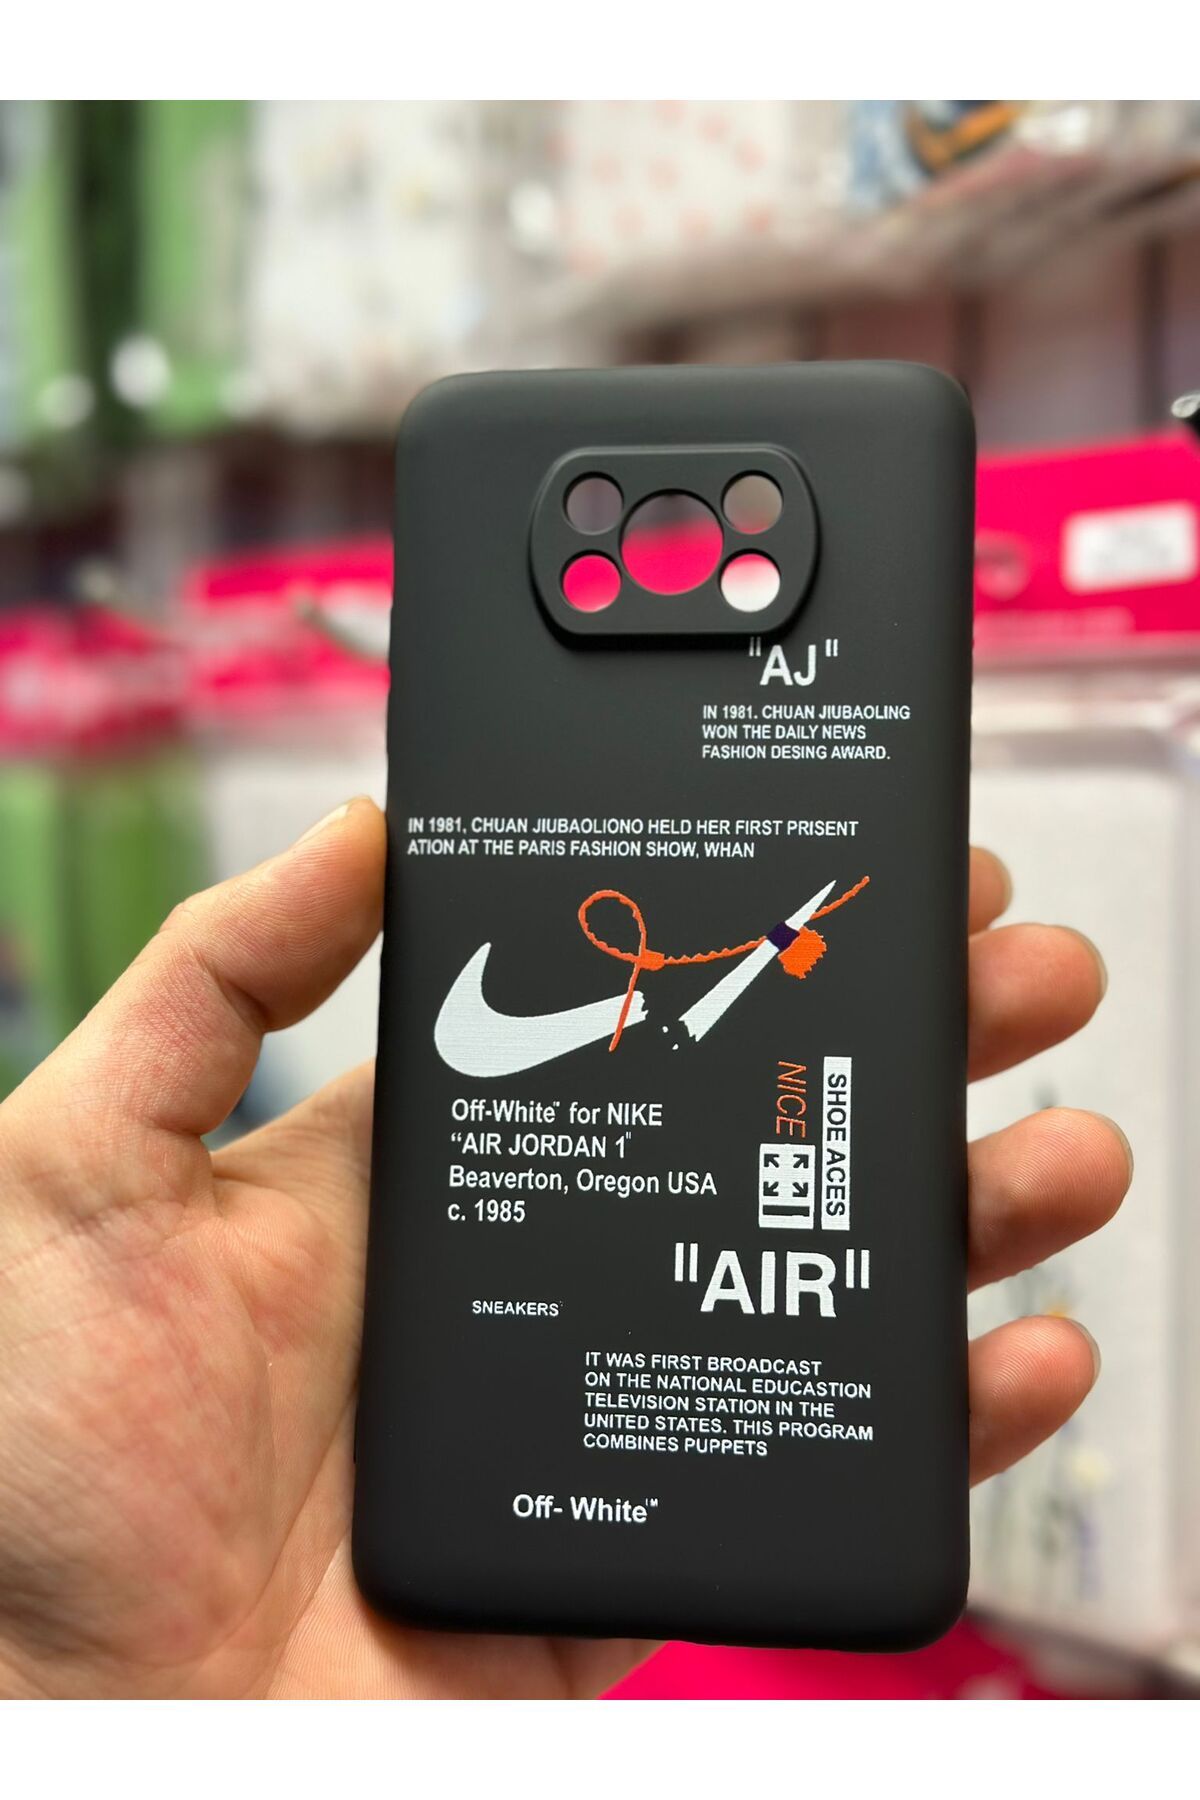 "AJ"
IN 1981. CHUAN JIUBAOLING
WON THE DAILY NEWS
FASHION DESING AWARD.
IN 1981, CHUAN JIUBAOLIONO HELD HER FIRST PRISENT
ATION AT THE PARIS FASHION SHOW, WHAN
Off-White™ for NIKE
“AIR JORDAN 1"
Beaverton, Oregon USA
c. 1985
NICE
SHOE ACES
"AIR"
SNEAKERS
IT WAS FIRST BROADCAST
ON THE NATIONAL EDUCASTION
TELEVISION STATION IN THE
UNITED STATES. THIS PROGRAM
COMBINES PUPPETS
Off- White™